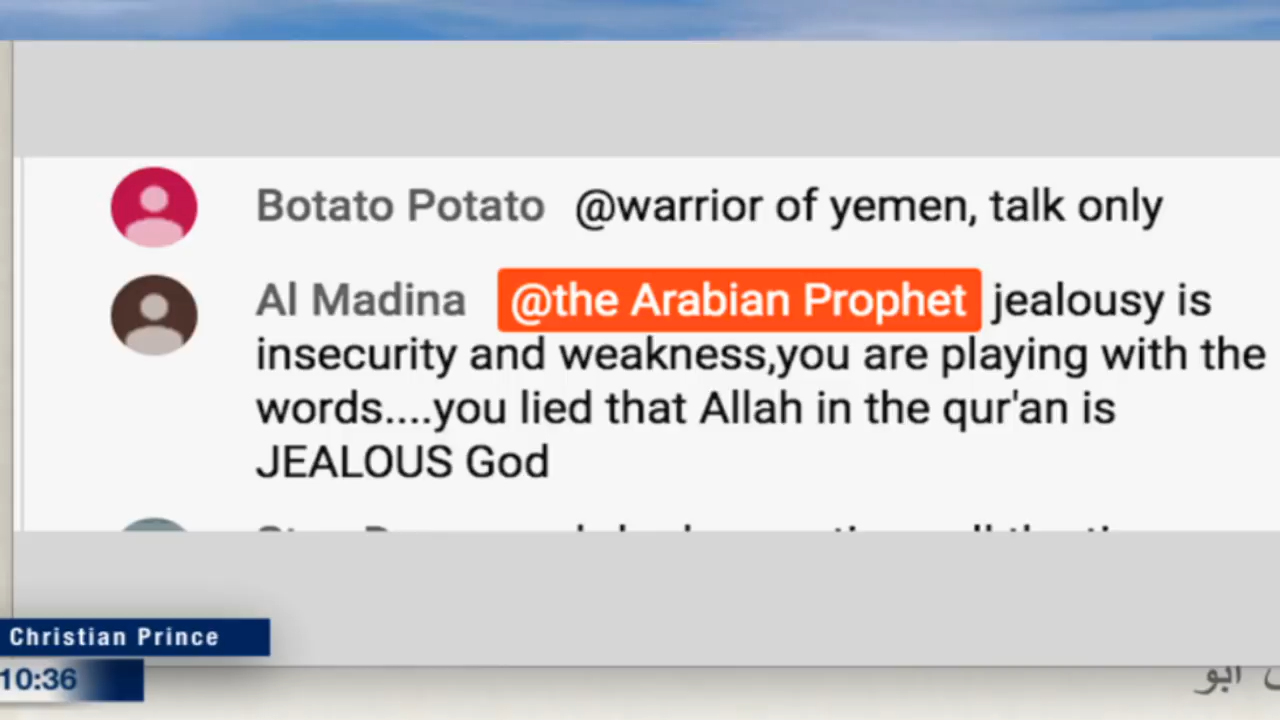 Botato Potato @warrior of yemen, talk only
Al Madina @the Arabian Prophet jealousy is
insecurity and weakness,you are playing with the
words....you lied that Allah in the qur'an is
JEALOUS God
Christian Prince
10:36
ابو